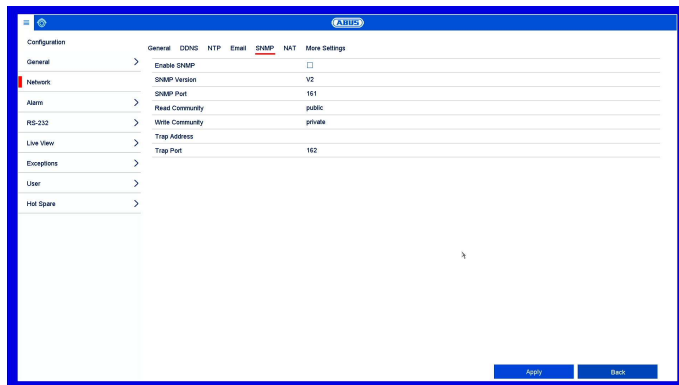 ABUS
Configuration
General DDNS NTP Email SNMP NAT More Settings
General
Network
Alarm
RS-232
Live View
Exceptions
User
Hot Spare
Enable SNMP
SNMP Version V2
SNMP Port 161
Read Community public
Write Community private
Trap Address
Trap Port 162
Apply Back